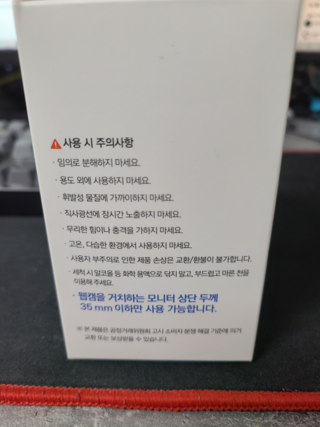 ⚠사용 시 주의사항
· 임의로 분해하지 마세요.
· 용도 외에 사용하지 마세요.
· 휘발성 물질에 가까이하지 마세요.
· 직사광선에 장시간 노출하지 마세요.
· 무리한 힘이나 충격을 가하지 마세요.
· 고온, 다습한 환경에서 사용하지 마세요.
· 사용자 부주의로 인한 제품 손상은 교환/환불이 불가합니다.
· 세척 시 알코올 등 화학 용액으로 닦지 않고, 부드럽고 마른 천을
이용해 주세요.
· 웹캠을 거치하는 모니터 상단 두께
35 mm 이하만 사용 가능합니다.
※ 본 제품은 공정거래위원회 고시 소비자 분쟁 해결 기준에 의거
교환 또는 보상받을 수 있습니다.